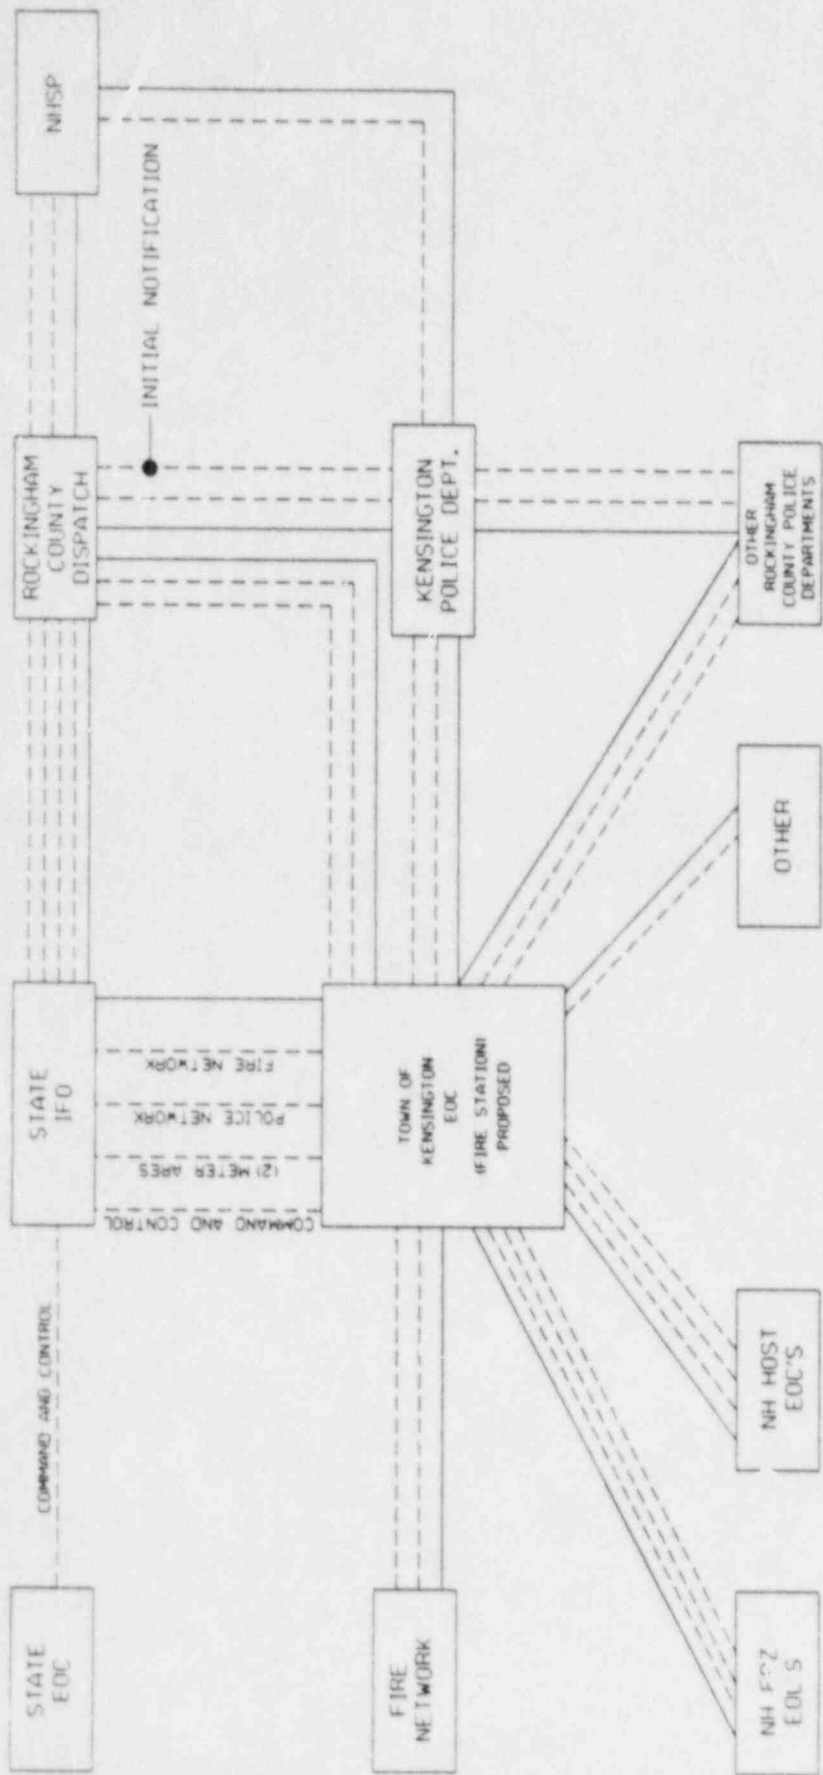 STATE
EOC
COMMAND AND CONTROL
STATE
IFO
ROCKINGHAM
COUNTY
DISPATCH
NHSP
INITIAL NOTIFICATION
COMMAND AND CONTROL
(2) METER ARES
POLICE NETWORK
FIRE NETWORK
FIRE
NETWORK
TOWN OF
KENSINGTON
EOC
(FIRE STATION)
PROPOSED
KENSINGTON
POLICE DEPT.
NH
NH HOST
EOC'S
OTHER
OTHER
ROCKINGHAM
COUNTY POLICE
DEPARTMENTS